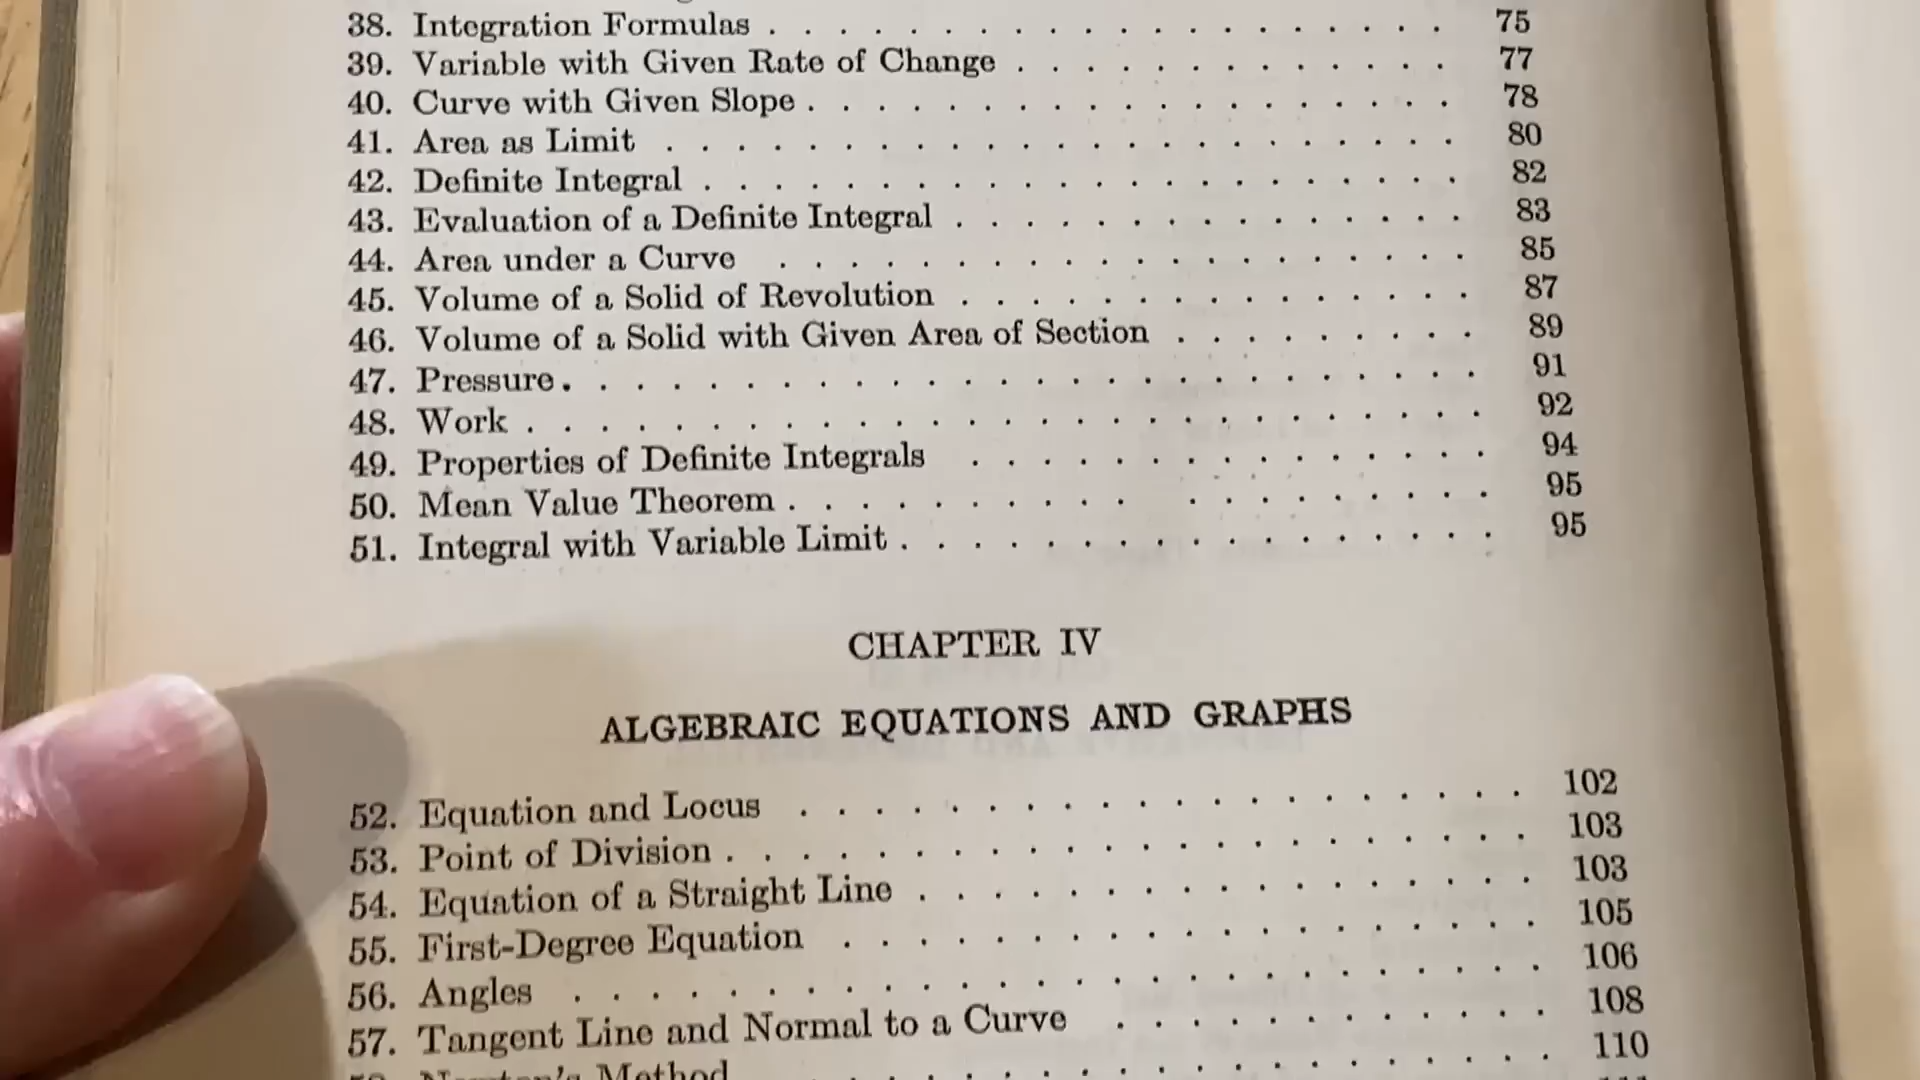 38. Integration Formulas . . . . . . . . . . . . . . . . . . . 75
39. Variable with Given Rate of Change . . . . . . . . . . . . . 77
40. Curve with Given Slope . . . . . . . . . . . . . . . . . . . 78
41. Area as Limit . . . . . . . . . . . . . . . . . . . . . . . 80
42. Definite Integral . . . . . . . . . . . . . . . . . . . . . . 82
43. Evaluation of a Definite Integral . . . . . . . . . . . . . . . 83
44. Area under a Curve . . . . . . . . . . . . . . . . . . . . 85
45. Volume of a Solid of Revolution . . . . . . . . . . . . . . . 87
46. Volume of a Solid with Given Area of Section . . . . . . . . . 89
47. Pressure . . . . . . . . . . . . . . . . . . . . . . . . . . 91
48. Work . . . . . . . . . . . . . . . . . . . . . . . . . . . 92
49. Properties of Definite Integrals . . . . . . . . . . . . . . . 94
50. Mean Value Theorem . . . . . . . . . . . . . . . . . . . 95
51. Integral with Variable Limit . . . . . . . . . . . . . . . . . 95
CHAPTER IV
ALGEBRAIC EQUATIONS AND GRAPHS
52. Equation and Locus . . . . . . . . . . . . . . . . . . . . 102
53. Point of Division . . . . . . . . . . . . . . . . . . . . . . 103
54. Equation of a Straight Line . . . . . . . . . . . . . . . . . 103
55. First-Degree Equation . . . . . . . . . . . . . . . . . . . 105
56. Angles . . . . . . . . . . . . . . . . . . . . . . . . . . 106
57. Tangent Line and Normal to a Curve . . . . . . . . . . . . 108
58. Newton's Method . . . . . . . . . . . . . . . . . . . . . 110